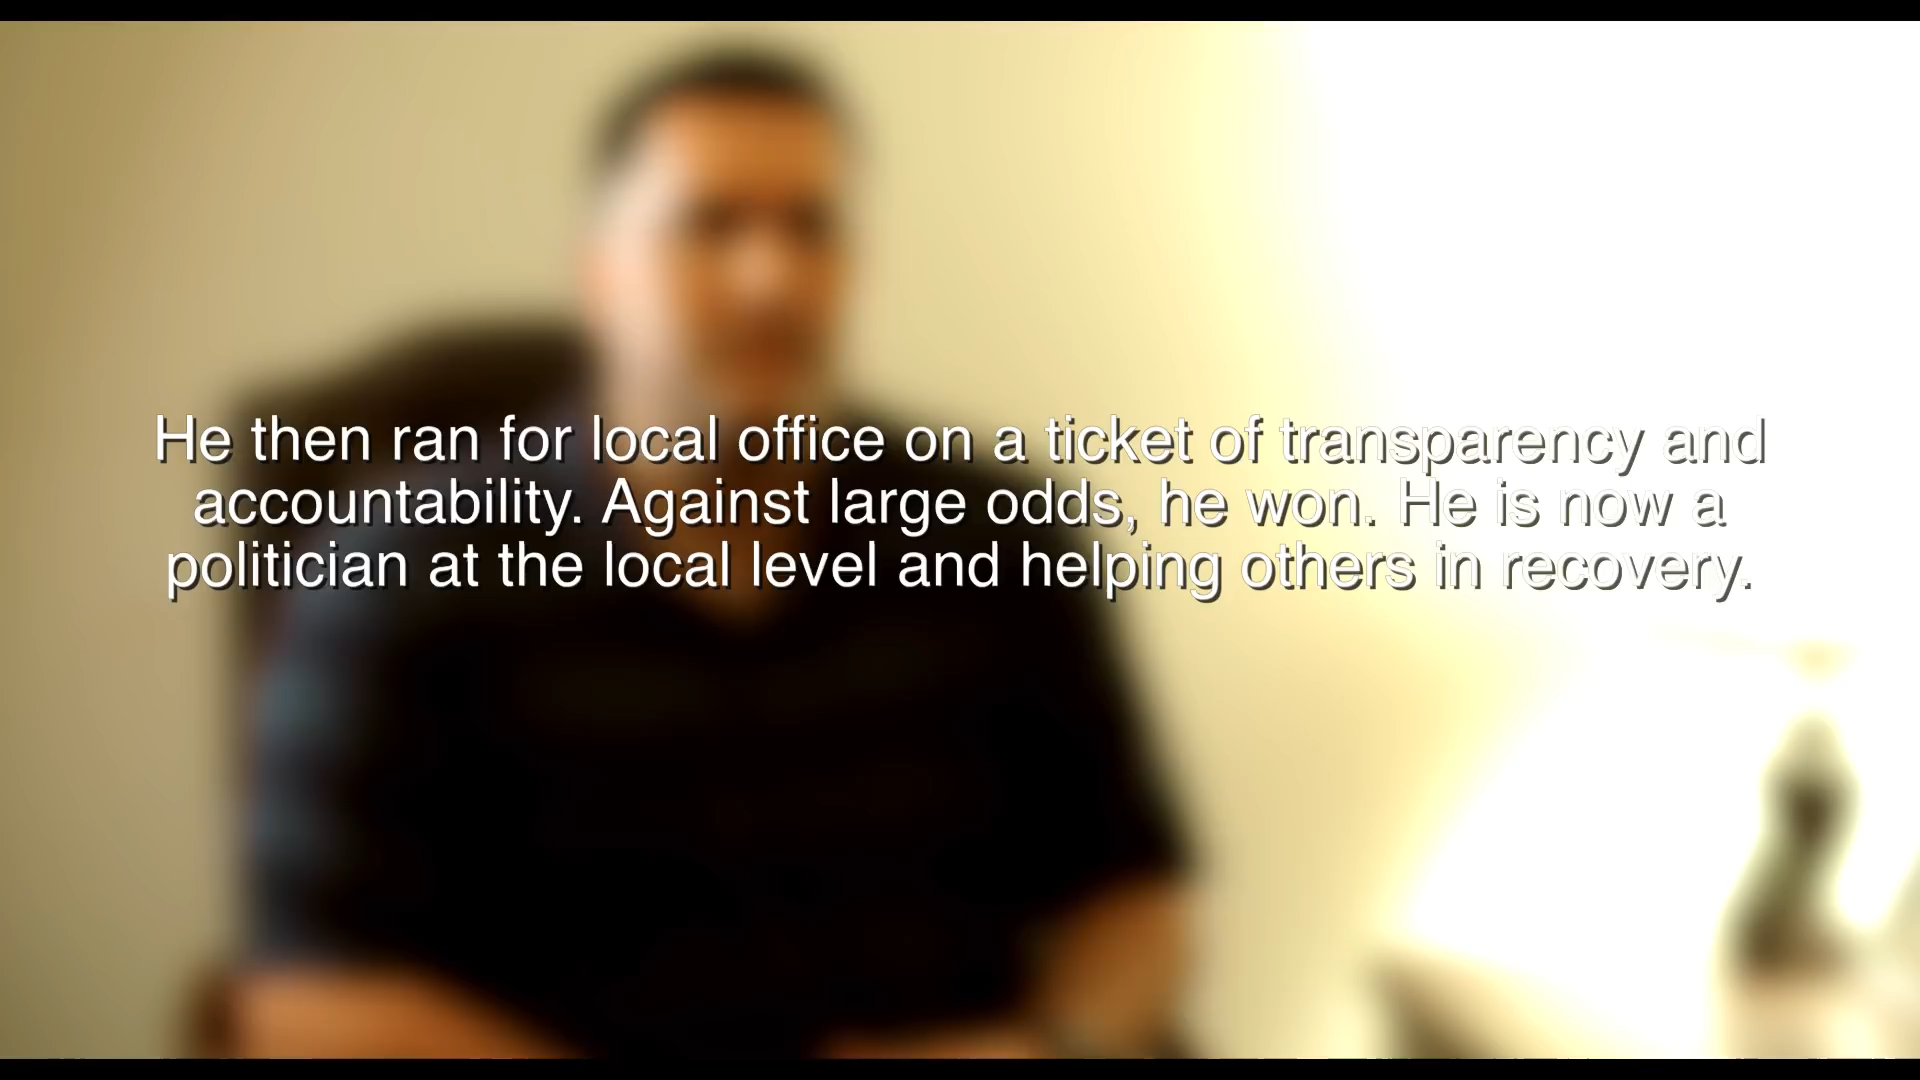 He then ran for local office on a ticket of transparency and
accountability. Against large odds, he won. He is now a
politician at the local level and helping others in recovery.